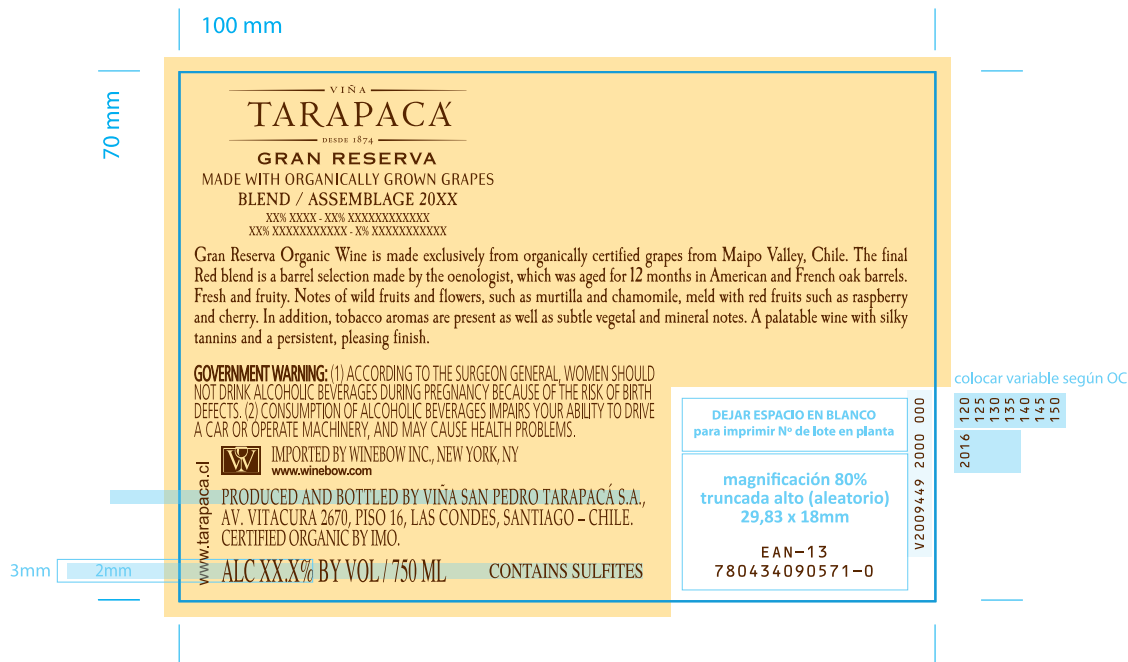 100 mm
70 mm
VIÑA
TARAPACÁ
DESDE 1874
GRAN RESERVA
MADE WITH ORGANICALLY GROWN GRAPES
BLEND / ASSEMBLAGE 20XX
XX% XXXX - XX% XXXXXXXXXXXX
XX% XXXXXXXXXXX - X% XXXXXXXXXXX
Gran Reserva Organic Wine is made exclusively from organically certified grapes from Maipo Valley, Chile. The final
Red blend is a barrel selection made by the oenologist, which was aged for 12 months in American and French oak barrels.
Fresh and fruity. Notes of wild fruits and flowers, such as murtilla and chamomile, meld with red fruits such as raspberry
and cherry. In addition, tobacco aromas are present as well as subtle vegetal and mineral notes. A palatable wine with silky
tannins and a persistent, pleasing finish.
GOVERNMENT WARNING: (1) ACCORDING TO THE SURGEON GENERAL, WOMEN SHOULD
NOT DRINK ALCOHOLIC BEVERAGES DURING PREGNANCY BECAUSE OF THE RISK OF BIRTH
DEFECTS. (2) CONSUMPTION OF ALCOHOLIC BEVERAGES IMPAIRS YOUR ABILITY TO DRIVE
A CAR OR OPERATE MACHINERY, AND MAY CAUSE HEALTH PROBLEMS.
W
IMPORTED BY WINEBOW INC., NEW YORK, NY
www.winebow.com
www.tarapaca.cl
PRODUCED AND BOTTLED BY VIÑA SAN PEDRO TARAPACÁ S.A.,
AV. VITACURA 2670, PISO 16, LAS CONDES, SANTIAGO – CHILE.
CERTIFIED ORGANIC BY IMO.
3mm
2mm
ALC XX.X% BY VOL / 750 ML
CONTAINS SULFITES
DEJAR ESPACIO EN BLANCO
para imprimir Nº de lote en planta
magnificación 80%
truncada alto (aleatorio)
29,83 x 18mm
EAN-13
780434090571-0
V2009449 2000 000
colocar variable según OC
2016 120
125
130
135
140
145
150